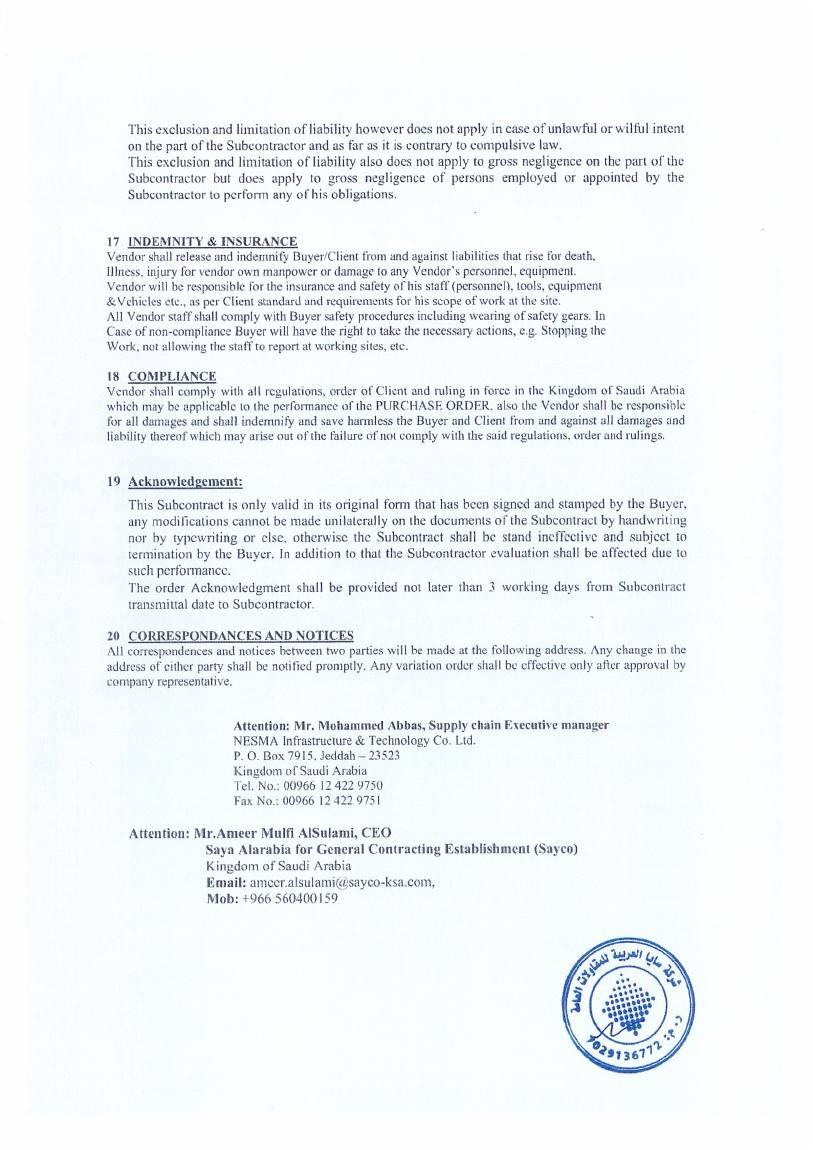 This exclusion and limitation of liability however does not apply in case of unlawful or wilful intent
on the part of the Subcontractor and as far as it is contrary to compulsive law.
This exclusion and limitation of liability also does not apply to gross negligence on the part of the
Subcontractor but does apply to gross negligence of persons employed or appointed by the
Subcontractor to perform any of his obligations.
17 INDEMNITY & INSURANCE
Vendor shall release and indemnify Buyer/Client from and against liabilities that rise for death,
Illness, injury for vendor own manpower or damage to any Vendor's personnel, equipment.
Vendor will be responsible for the insurance and safety of his staff (personnel), tools, equipment
&Vehicles etc., as per Client standard and requirements for his scope of work at the site.
All Vendor staff shall comply with Buyer safety procedures including wearing of safety gears. In
Case of non-compliance Buyer will have the right to take the necessary actions, e.g. Stopping the
Work, not allowing the staff to report at working sites, etc.
18 COMPLIANCE
Vendor shall comply with all regulations, order of Client and ruling in force in the Kingdom of Saudi Arabia
which may be applicable to the performance of the PURCHASE ORDER, also the Vendor shall be responsible
for all damages and shall indemnify and save harmless the Buyer and Client from and against all damages and
liability thereof which may arise out of the failure of not comply with the said regulations, order and rulings.
19 Acknowledgement:
This Subcontract is only valid in its original form that has been signed and stamped by the Buyer,
any modifications cannot be made unilaterally on the documents of the Subcontract by handwriting
nor by typewriting or else, otherwise the Subcontract shall be stand ineffective and subject to
termination by the Buyer. In addition to that the Subcontractor evaluation shall be affected due to
such performance.
The order Acknowledgment shall be provided not later than 3 working days from Subcontract
transmittal date to Subcontractor.
20 CORRESPONDANCES AND NOTICES
All correspondences and notices between two parties will be made at the following address. Any change in the
address of either party shall be notified promptly. Any variation order shall be effective only after approval by
company representative.
Attention: Mr. Mohammed Abbas, Supply chain Executive manager
NESMA Infrastructure & Technology Co. Ltd.
P. O. Box 7915, Jeddah – 23523
Kingdom of Saudi Arabia
Tel. No.: 00966 12 422 9750
Fax No.: 00966 12 422 9751
Attention: Mr.Ameer Mulfi AlSulami, CEO
Saya Alarabia for General Contracting Establishment (Sayco)
Kingdom of Saudi Arabia
Email: ameer.alsulami@sayco-ksa.com,
Mob: +966 560400159
شركة سايا العربية للمقاولات العامة
7029136772 :م.ر